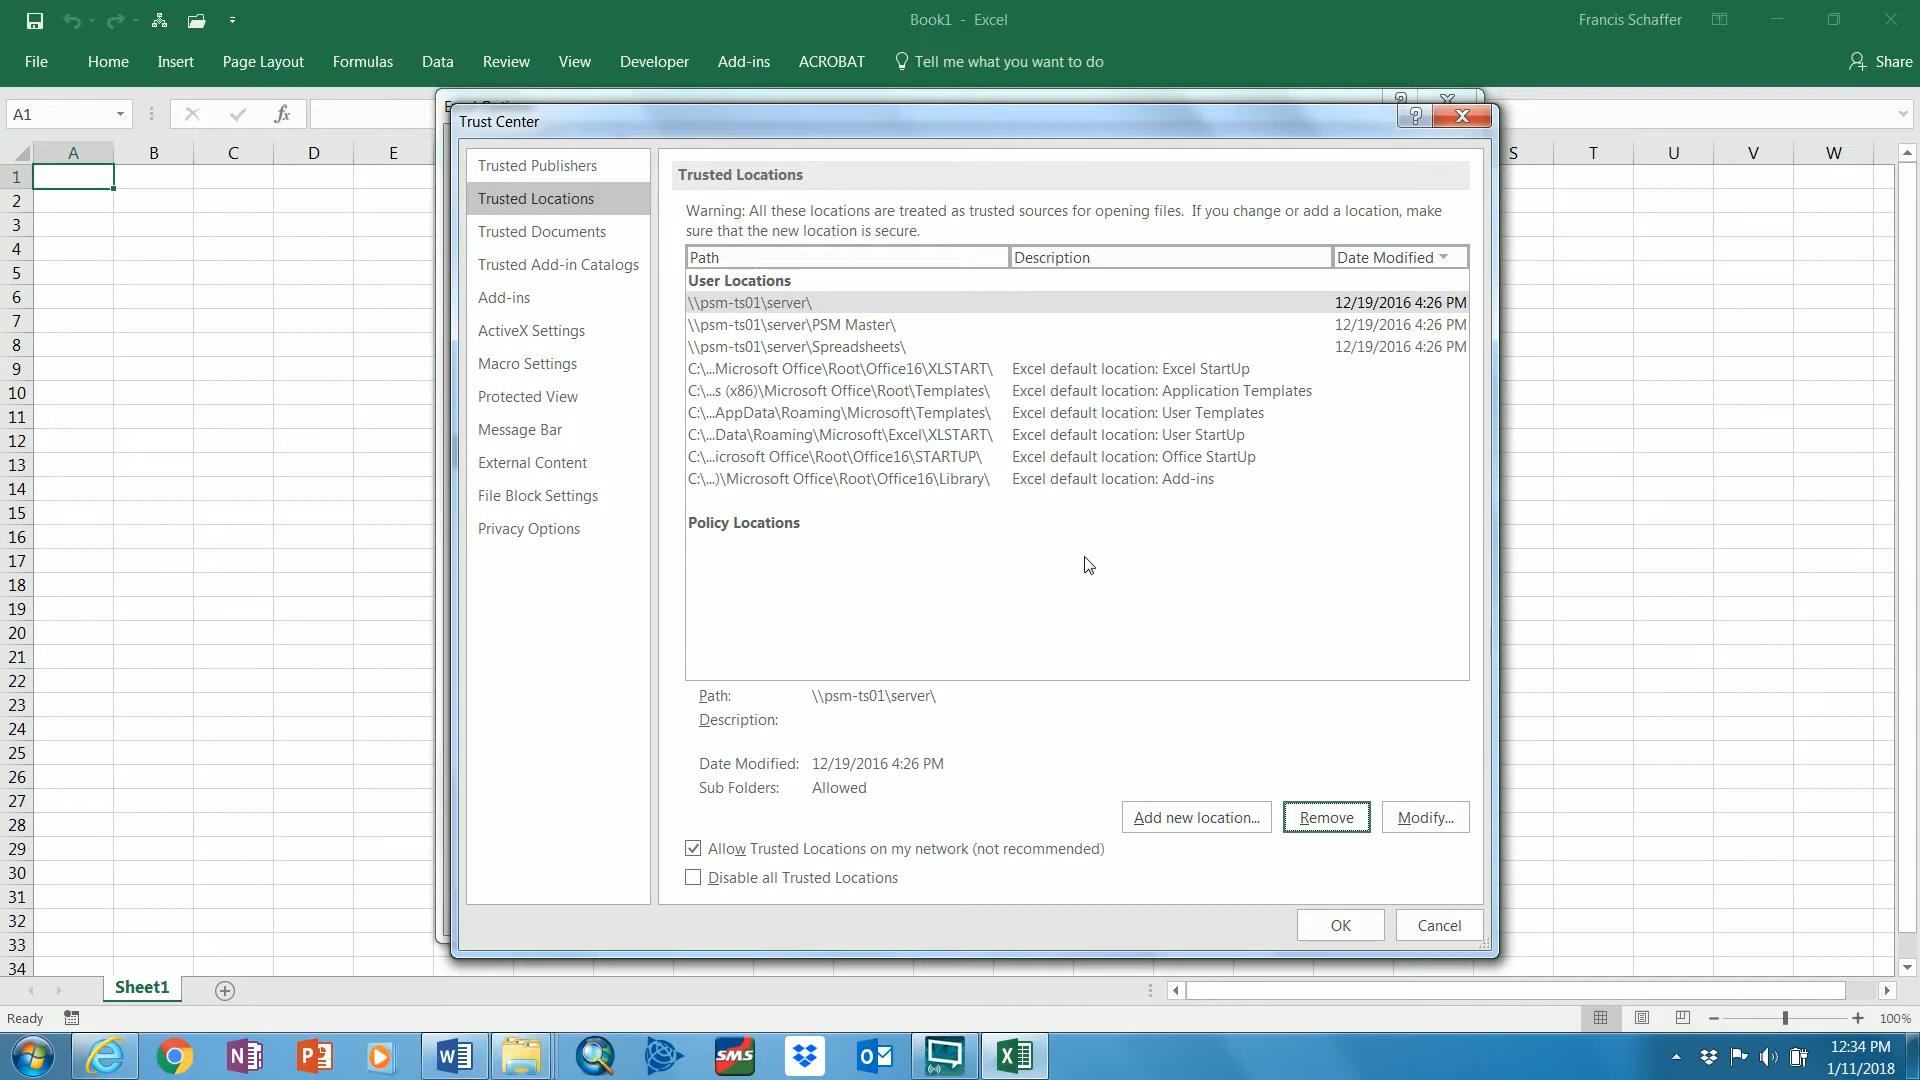 Book1 - Excel
Francis Schaffer
File Home Insert Page Layout Formulas Data Review View Developer Add-ins ACROBAT Tell me what you want to do Share
A1
fx
Trust Center
?
A B C D E S T U V W
1
2
3
4
5
6
7
8
9
10
11
12
13
14
15
16
17
18
19
20
21
22
23
24
25
26
27
28
29
30
31
32
33
34
Trusted Publishers
Trusted Locations
Trusted Documents
Trusted Add-in Catalogs
Add-ins
ActiveX Settings
Macro Settings
Protected View
Message Bar
External Content
File Block Settings
Privacy Options
Trusted Locations
Warning: All these locations are treated as trusted sources for opening files. If you change or add a location, make
sure that the new location is secure.
Path Description Date Modified
User Locations
\\psm-ts01\server\ 12/19/2016 4:26 PM
\\psm-ts01\server\PSM Master\ 12/19/2016 4:26 PM
\\psm-ts01\server\Spreadsheets\ 12/19/2016 4:26 PM
C:\...Microsoft Office\Root\Office16\XLSTART\ Excel default location: Excel StartUp
C:\...s (x86)\Microsoft Office\Root\Templates\ Excel default location: Application Templates
C:\...AppData\Roaming\Microsoft\Templates\ Excel default location: User Templates
C:\...Data\Roaming\Microsoft\Excel\XLSTART\ Excel default location: User StartUp
C:\...icrosoft Office\Root\Office16\STARTUP\ Excel default location: Office StartUp
C:\...)\Microsoft Office\Root\Office16\Library\ Excel default location: Add-ins
Policy Locations
Path: \\psm-ts01\server\
Description:
Date Modified: 12/19/2016 4:26 PM
Sub Folders: Allowed
Add new location... Remove Modify...
Allow Trusted Locations on my network (not recommended)
Disable all Trusted Locations
OK Cancel
Sheet1
Ready
100%
SMS
12:34 PM
1/11/2018